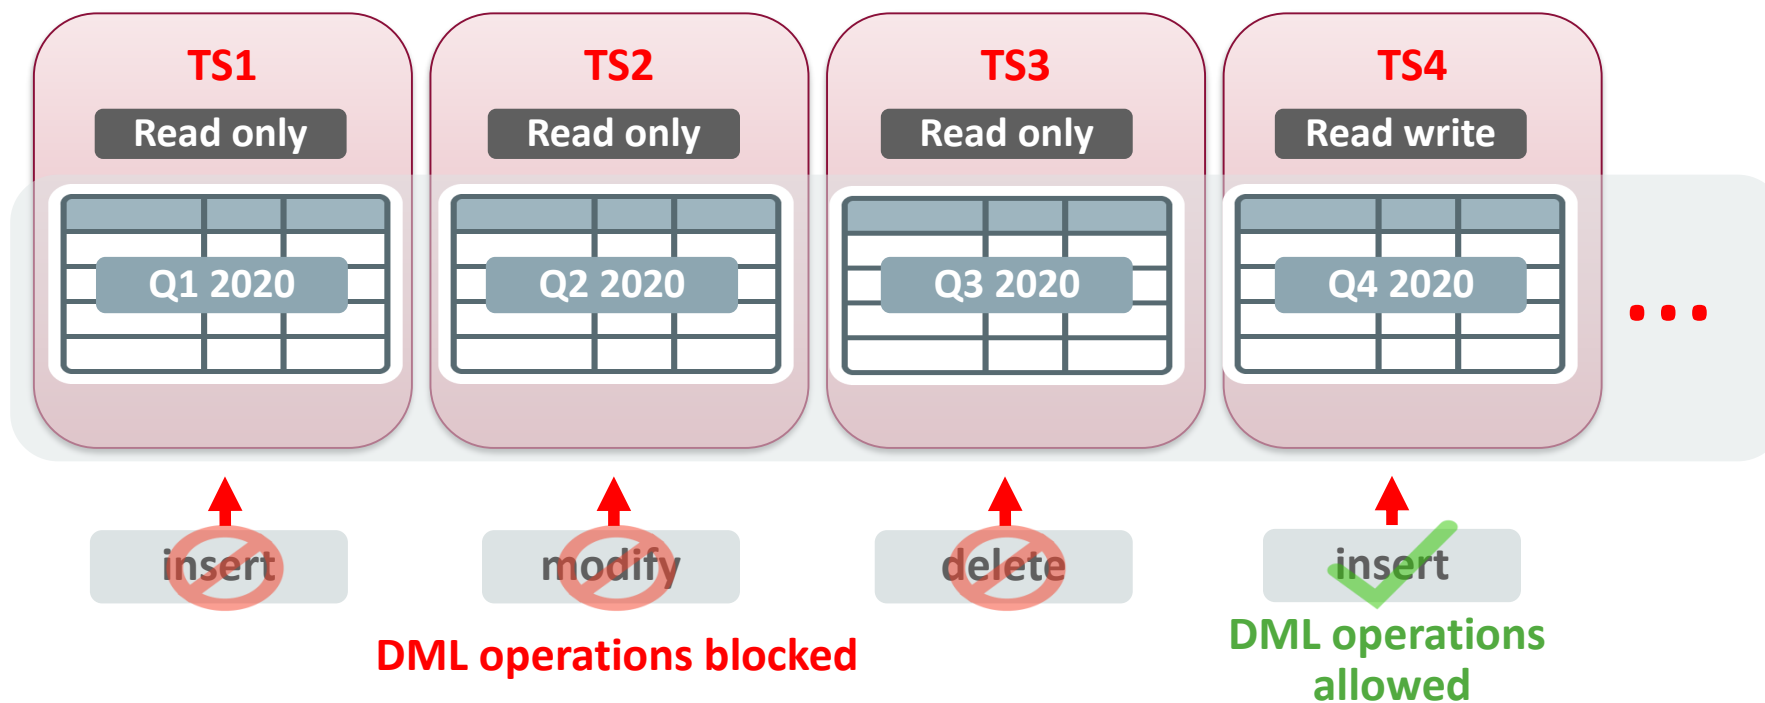 TS1
TS2
TS3
TS4
Read only
Read only
Read only
Read write
Q1 2020
Q2 2020
Q3 2020
Q4 2020
...
insert
modify
delete
insert
DML operations blocked
DML operations
allowed